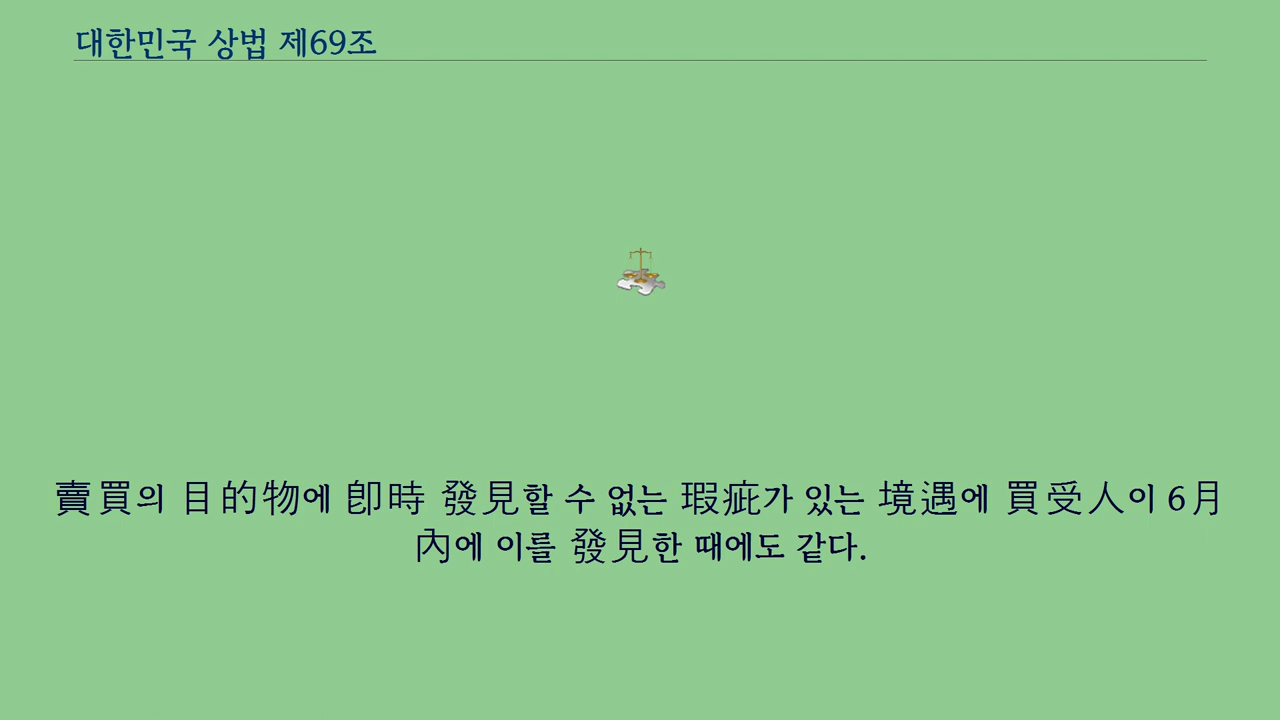 대한민국 상법 제69조
賣買의 目的物에 卽時 發見할 수 없는 瑕疵가 있는 境遇에 買受人이 6月
內에 이를 發見한 때에도 같다.